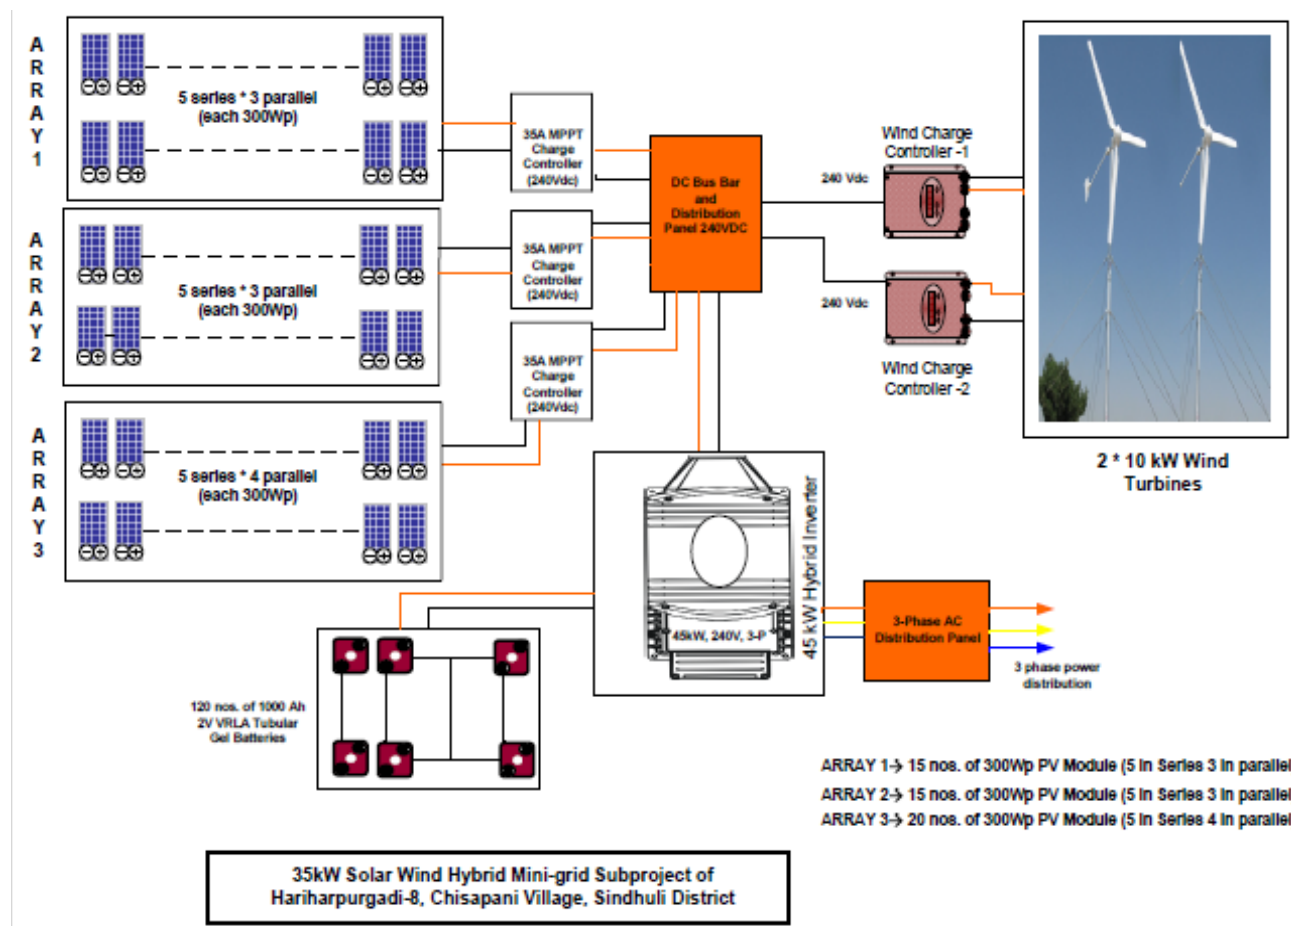 ARRAY1
5 series * 3 parallel
(each 300Wp)
35A MPPT
Charge
Controller
(240Vdc)
DC Bus Bar
and
Distribution
Panel 240VDC
Wind Charge
Controller -1
240 Vdc
ARRAY2
5 series * 3 parallel
(each 300Wp)
35A MPPT
Charge
Controller
(240Vdc)
240 Vdc
Wind Charge
Controller -2
35A MPPT
Charge
Controller
(240Vdc)
2 * 10 kW Wind
Turbines
ARRAY3
5 series * 4 parallel
(each 300Wp)
45 kW Hybrid Inverter
45kW, 240V, 3-P
3-Phase AC
Distribution Panel
3 phase power
distribution
120 nos. of 1000 Ah
2V VRLA Tubular
Gel Batteries
ARRAY 1→ 15 nos. of 300Wp PV Module (5 in Series 3 in parallel
ARRAY 2→ 15 nos. of 300Wp PV Module (5 in Series 3 in parallel
ARRAY 3→ 20 nos. of 300Wp PV Module (5 in Series 4 in parallel
35kW Solar Wind Hybrid Mini-grid Subproject of
Hariharpurgadi-8, Chisapani Village, Sindhuli District